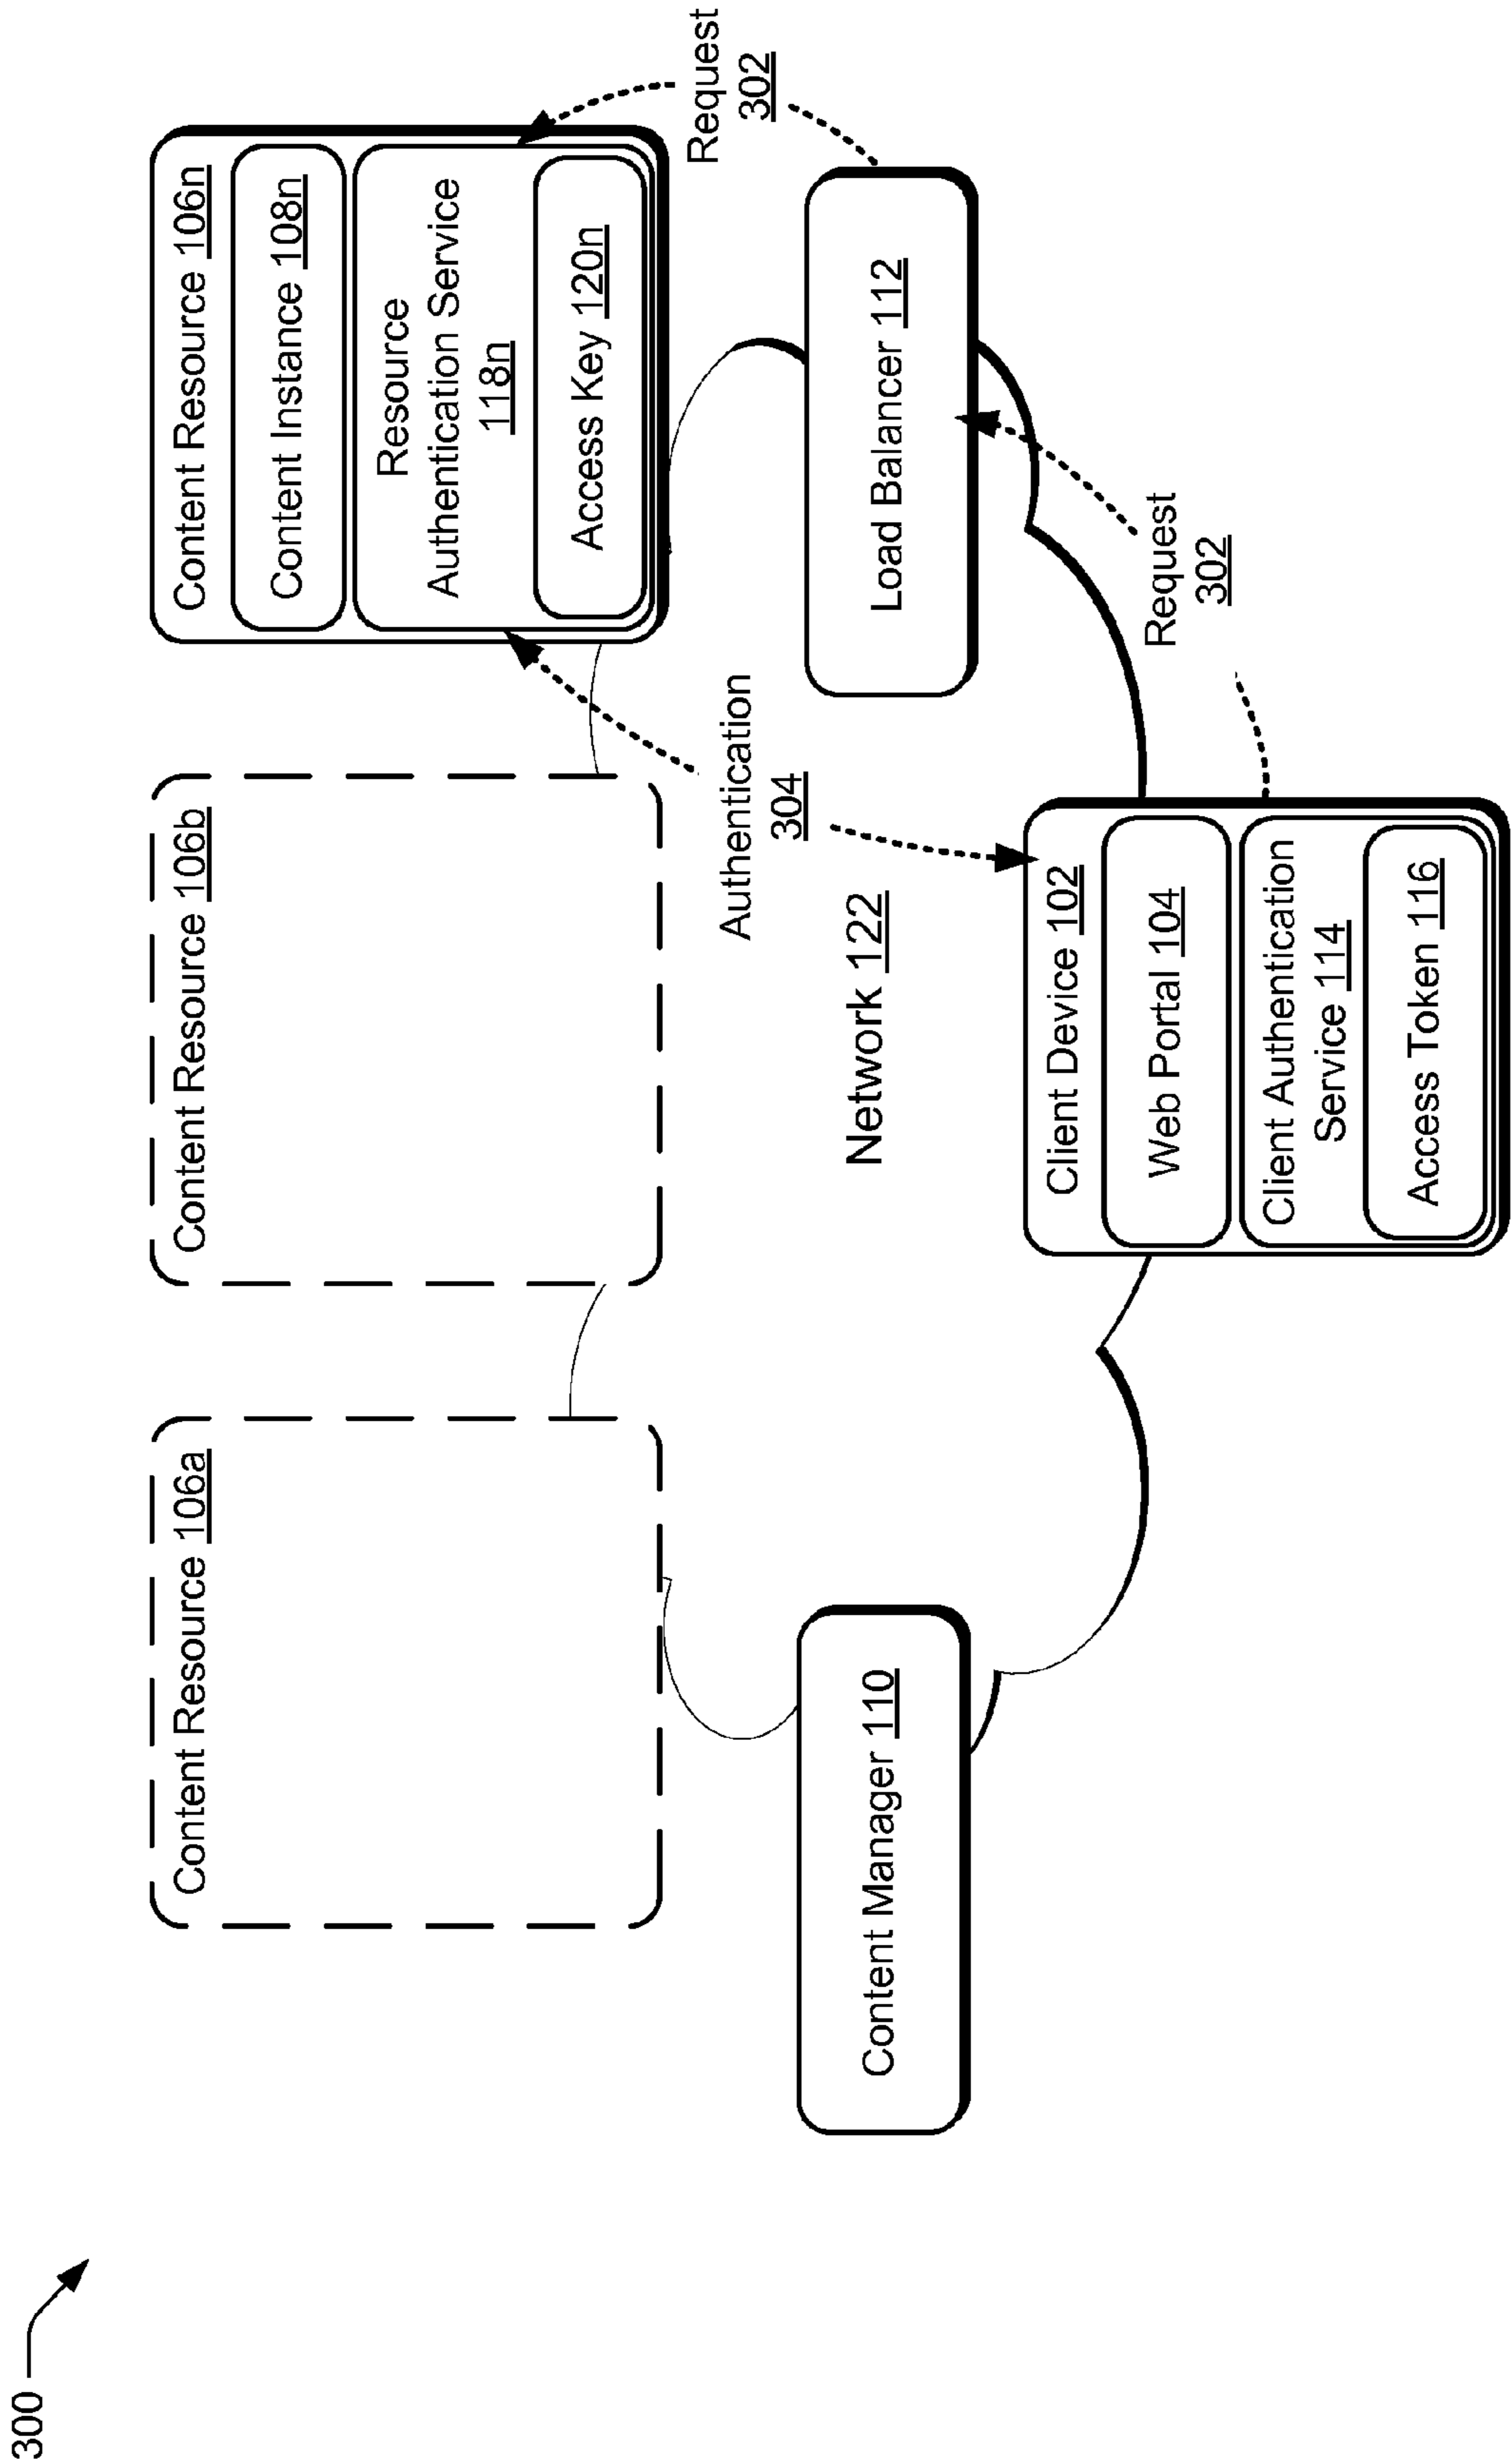 300
Content Resource 106a
Content Resource 106b
Content Resource 106n
Content Instance 108n
Resource
Authentication Service
118n
Access Key 120n
Authentication
304
Request
302
Content Manager 110
Network 122
Load Balancer 112
Request
302
Client Device 102
Web Portal 104
Client Authentication
Service 114
Access Token 116